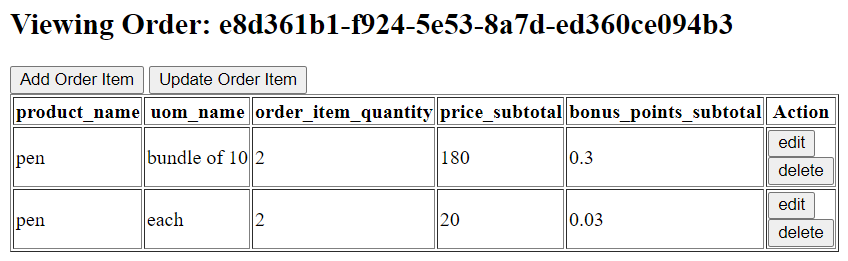 Viewing Order: e8d361b1-f924-5e53-8a7d-ed360ce094b3
Add Order Item Update Order Item
product_name uom_name order_item_quantity price_subtotal bonus_points_subtotal Action
pen bundle of 10 2 180 0.3 edit
delete
pen each 2 20 0.03 edit
delete